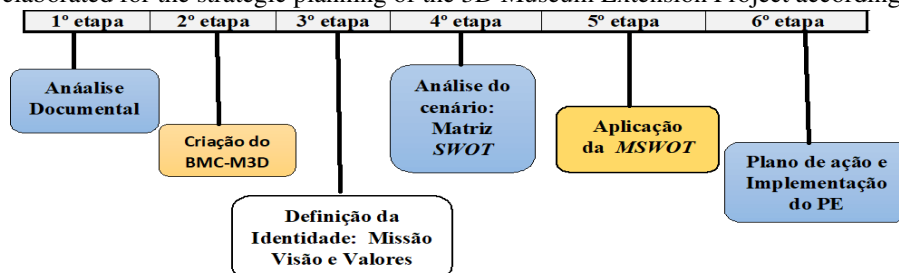 elaborated for the strategic planning of the 3D Museum Extension Project according
1º etapa 2º etapa 3º etapa 4º etapa 5º etapa 6º etapa
Anáalise
Documental
Criação do
BMC-M3D
Definição da
Identidade: Missão
Visão e Valores
Análise do
cenário:
Matriz
SWOT
Aplicação
da MSWOT
Plano de ação e
Implementação
do PE